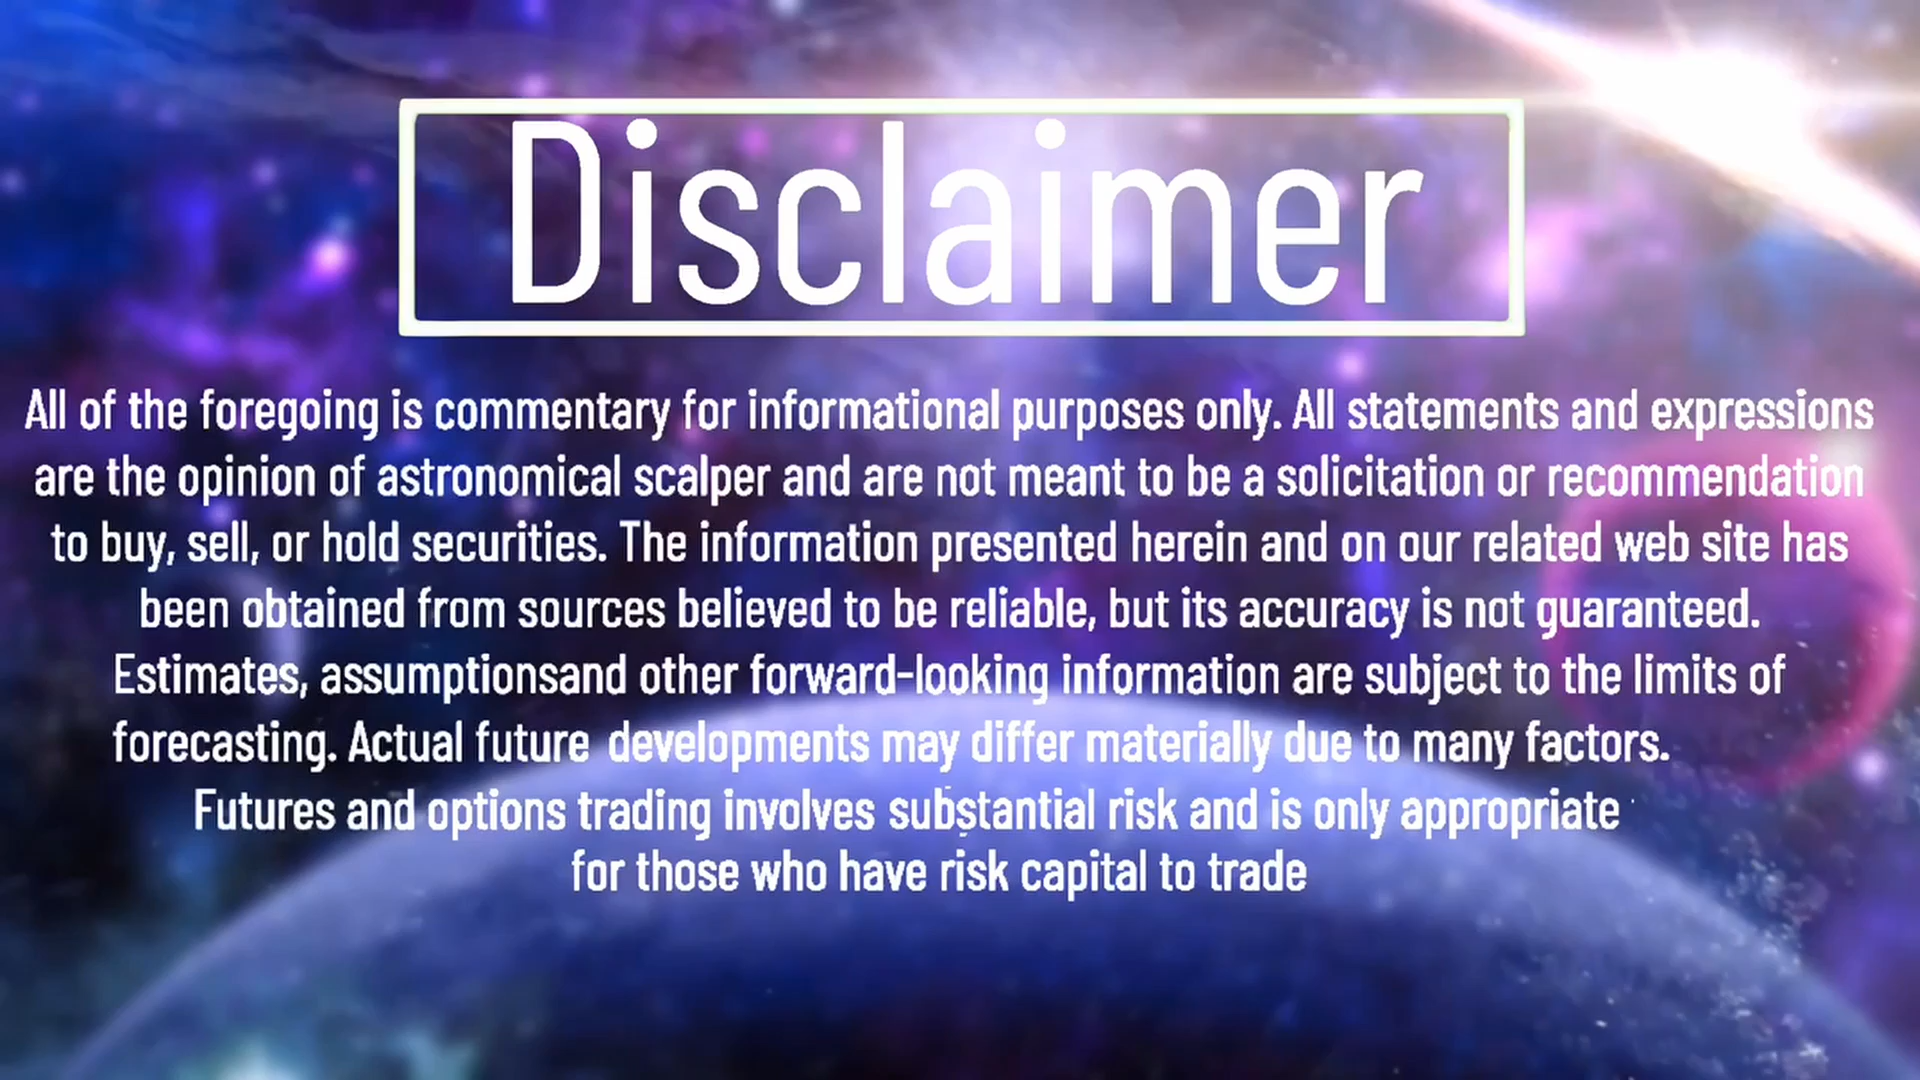 Disclaimer
All of the foregoing is commentary for informational purposes only. All statements and expressions
are the opinion of astronomical scalper and are not meant to be a solicitation or recommendation
to buy, sell, or hold securities. The information presented herein and on our related web site has
been obtained from sources believed to be reliable, but its accuracy is not guaranteed.
Estimates, assumptionsand other forward-looking information are subject to the limits of
forecasting. Actual future developments may differ materially due to many factors.
Futures and options trading involves substantial risk and is only appropriate
for those who have risk capital to trade